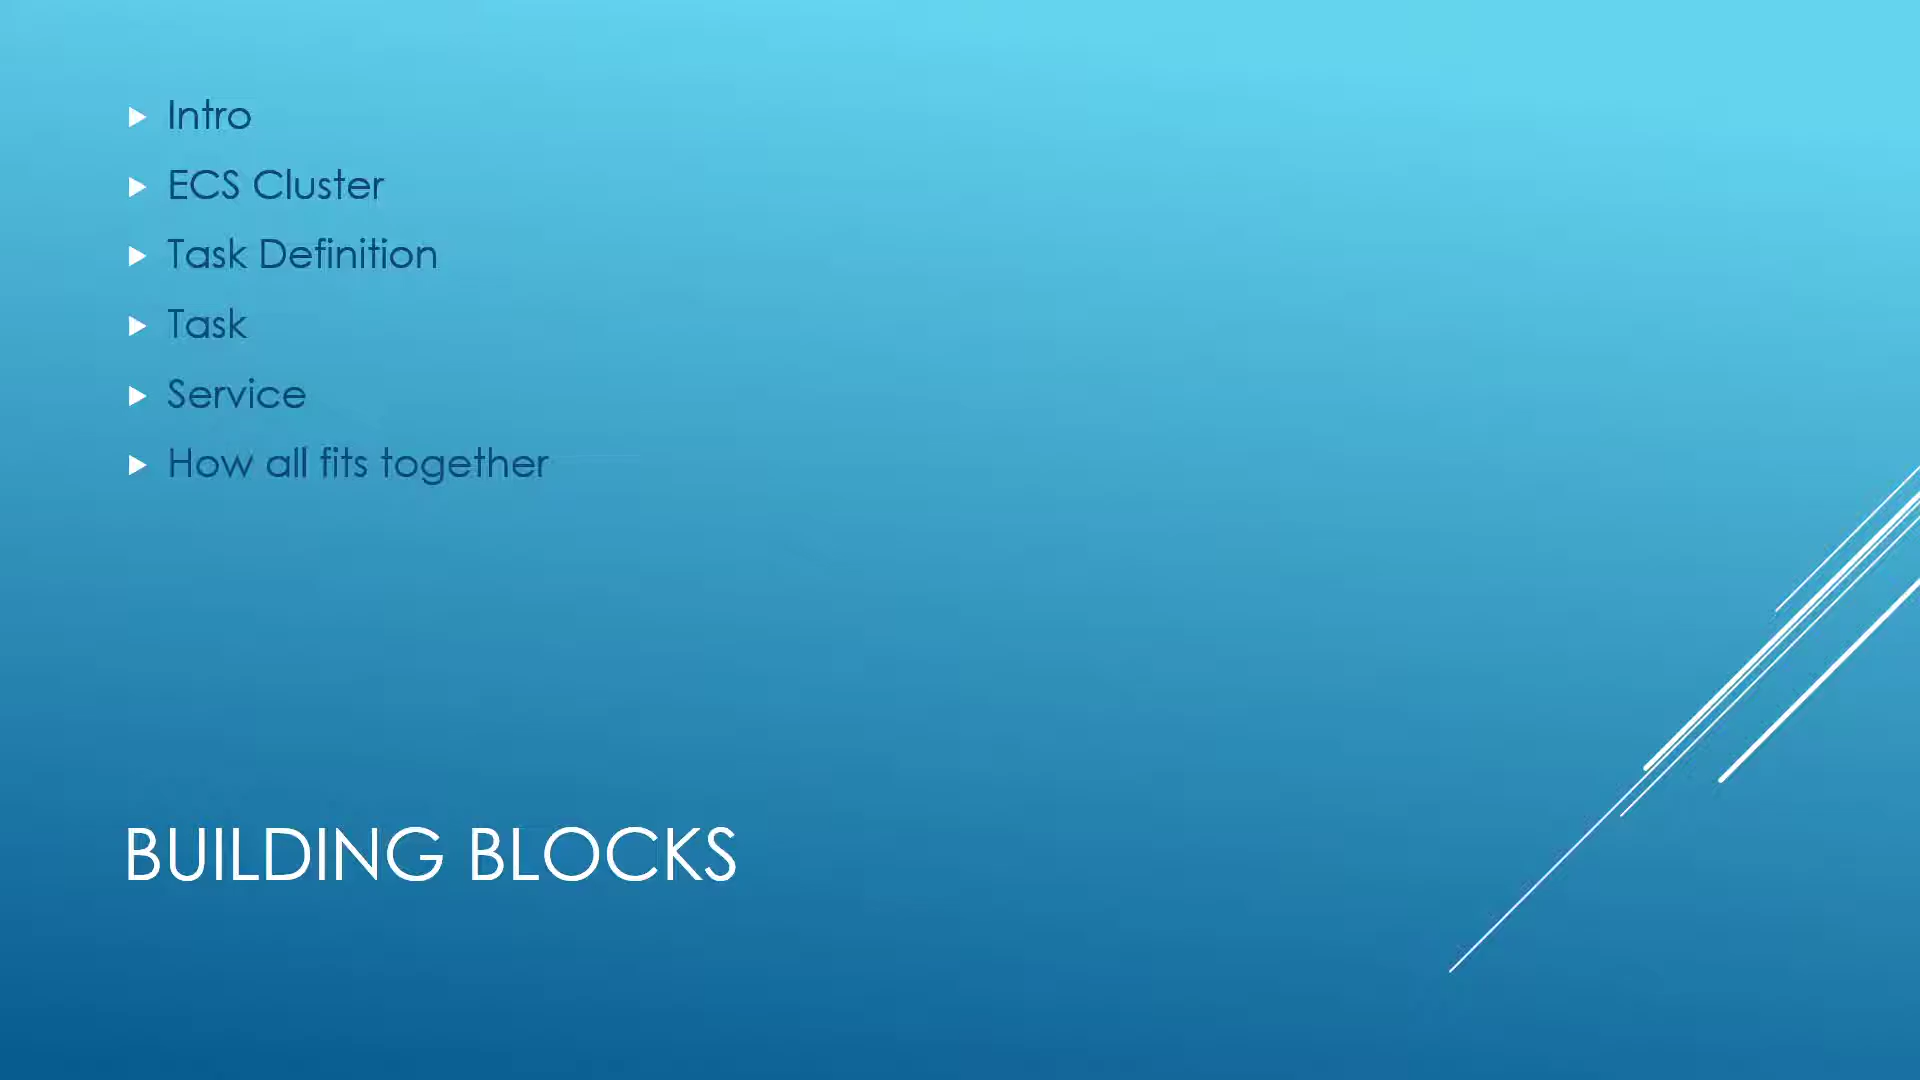 Intro
ECS Cluster
Task Definition
Task
Service
How all fits together
BUILDING BLOCKS